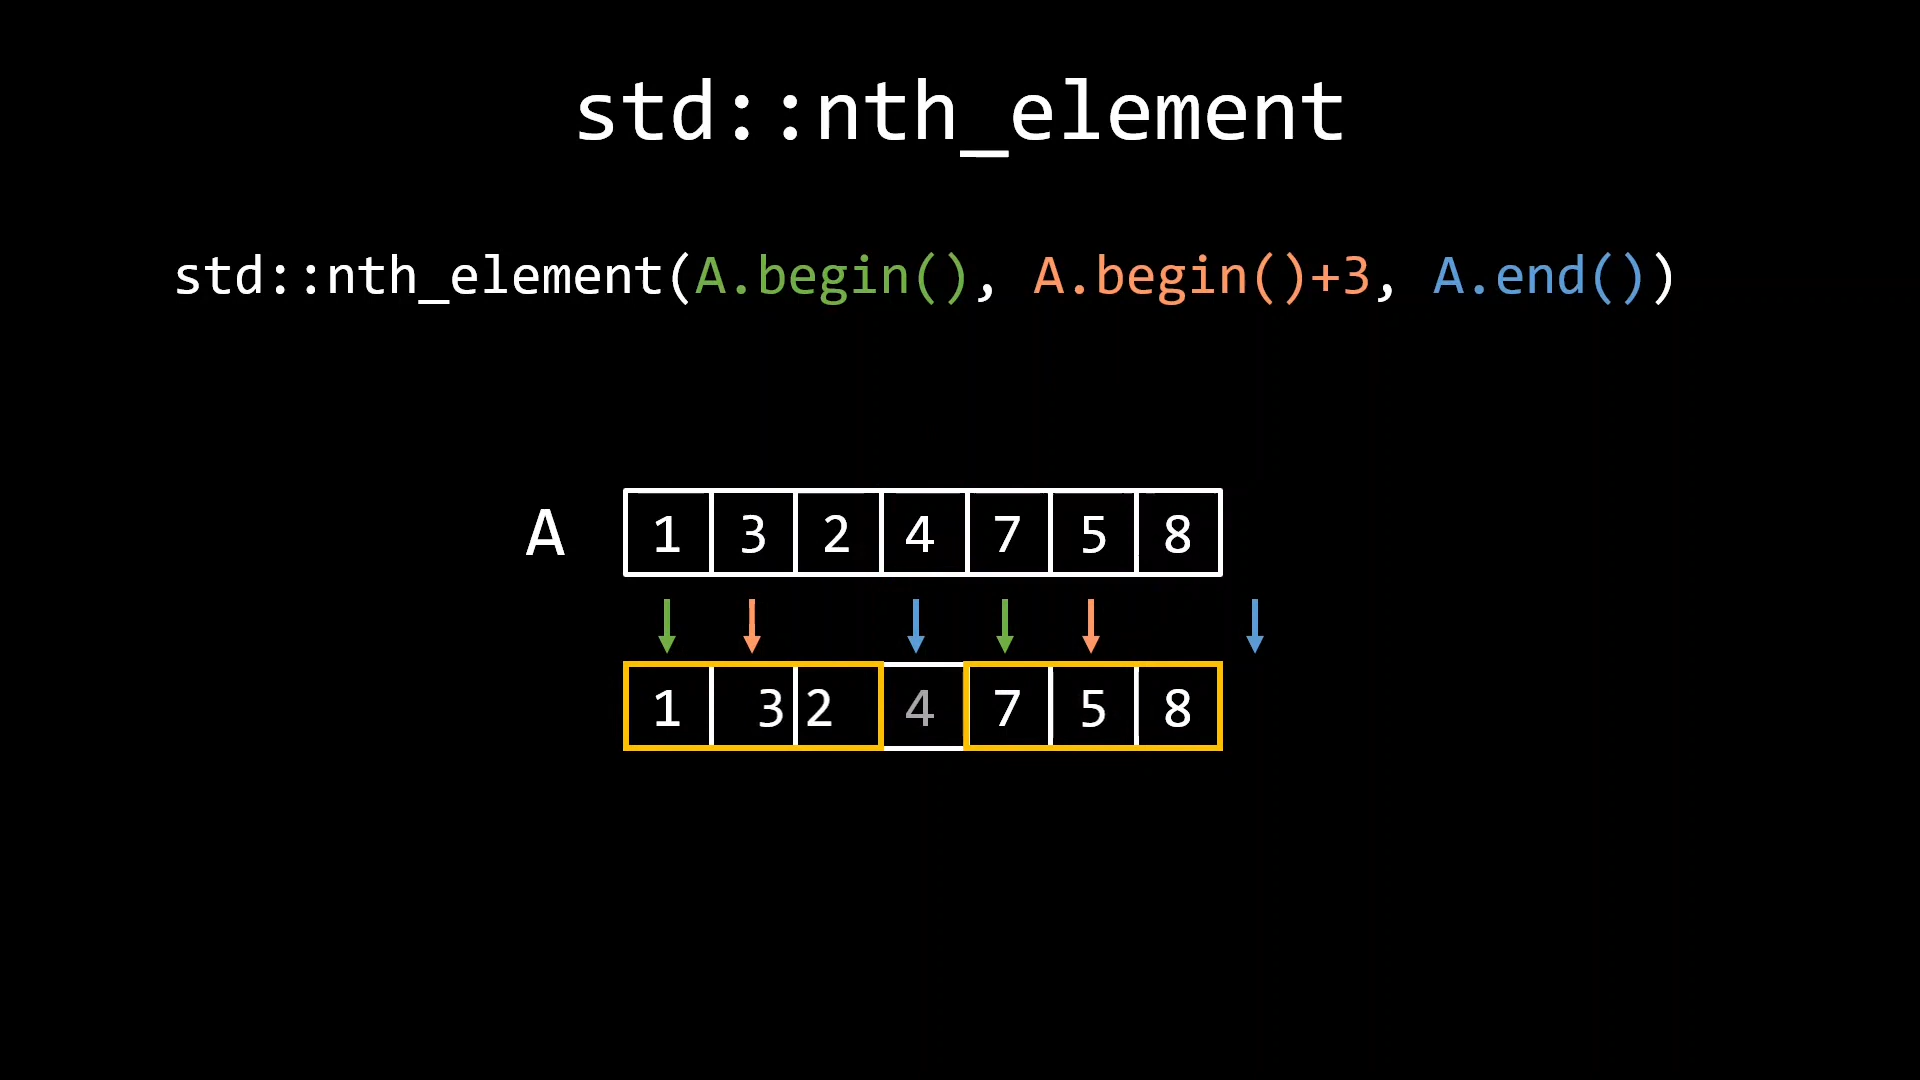 std::nth_element
std::nth_element(A.begin(), A.begin()+3, A.end())
A 1 3 2 4 7 5 8
1 3 2 4 7 5 8